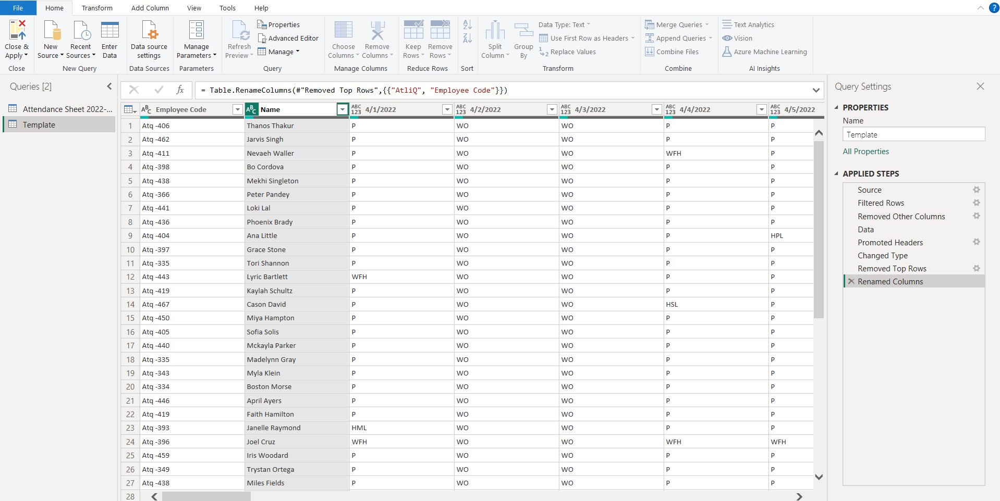 File Home Transform Add Column View Tools Help ?
Close & Apply
New Source
Recent Sources
Enter Data
Data source settings
Manage Parameters
Refresh Preview
Properties
Advanced Editor
Manage
Choose Columns
Remove Columns
Keep Rows
Remove Rows
A Z
Z A
Split Column
Group By
Data Type: Text
Use First Row as Headers
1 2 Replace Values
Merge Queries
Append Queries
Combine Files
Text Analytics
Vision
Azure Machine Learning
Close New Query Data Sources Parameters Query Manage Columns Reduce Rows Sort Transform Combine AI Insights
Queries [2]
Attendance Sheet 2022-...
Template
fx = Table.RenameColumns(#"Removed Top Rows",{{"AtliQ", "Employee Code"}})
ABC Employee Code ABC Name ABC 123 4/1/2022 ABC 123 4/2/2022 ABC 123 4/3/2022 ABC 123 4/4/2022 ABC 123 4/5/2022
1 Atq -406 Thanos Thakur P WO WO P P
2 Atq -462 Jarvis Singh P WO WO P P
3 Atq -411 Nevaeh Waller P WO WO WFH P
4 Atq -398 Bo Cordova P WO WO P P
5 Atq -438 Mekhi Singleton P WO WO P P
6 Atq -366 Peter Pandey P WO WO P P
7 Atq -441 Loki Lal P WO WO P P
8 Atq -436 Phoenix Brady P WO WO P P
9 Atq -404 Ana Little P WO WO P HPL
10 Atq -397 Grace Stone P WO WO P P
11 Atq -335 Tori Shannon P WO WO P P
12 Atq -443 Lyric Bartlett WFH WO WO P P
13 Atq -419 Kaylah Schultz P WO WO P P
14 Atq -467 Cason David P WO WO HSL P
15 Atq -450 Miya Hampton P WO WO P P
16 Atq -405 Sofia Solis P WO WO P P
17 Atq -440 Mckayla Parker P WO WO P P
18 Atq -335 Madelynn Gray P WO WO P P
19 Atq -343 Myla Klein P WO WO P P
20 Atq -334 Boston Morse P WO WO P P
21 Atq -446 April Ayers P WO WO P P
22 Atq -419 Faith Hamilton P WO WO P P
23 Atq -393 Janelle Raymond HML WO WO P P
24 Atq -396 Joel Cruz WFH WO WO WFH WFH
25 Atq -459 Iris Woodard P WO WO P P
26 Atq -349 Trystan Ortega P WO WO P P
27 Atq -438 Miles Fields P WO WO P P
28
Query Settings
PROPERTIES
Name
Template
All Properties
APPLIED STEPS
Source
Filtered Rows
Removed Other Columns
Data
Promoted Headers
Changed Type
Removed Top Rows
Renamed Columns